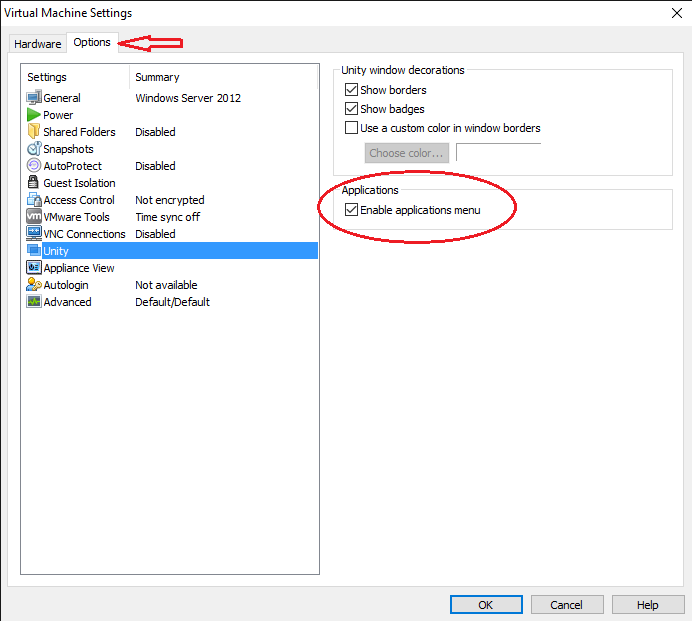 Virtual Machine Settings
Hardware Options
Settings Summary
General Windows Server 2012
Power
Shared Folders Disabled
Snapshots
AutoProtect Disabled
Guest Isolation
Access Control Not encrypted
vm VMware Tools Time sync off
VNC Connections Disabled
Unity
Appliance View
Autologin Not available
Advanced Default/Default
Unity window decorations
Show borders
Show badges
Use a custom color in window borders
Choose color...
Applications
Enable applications menu
OK Cancel Help